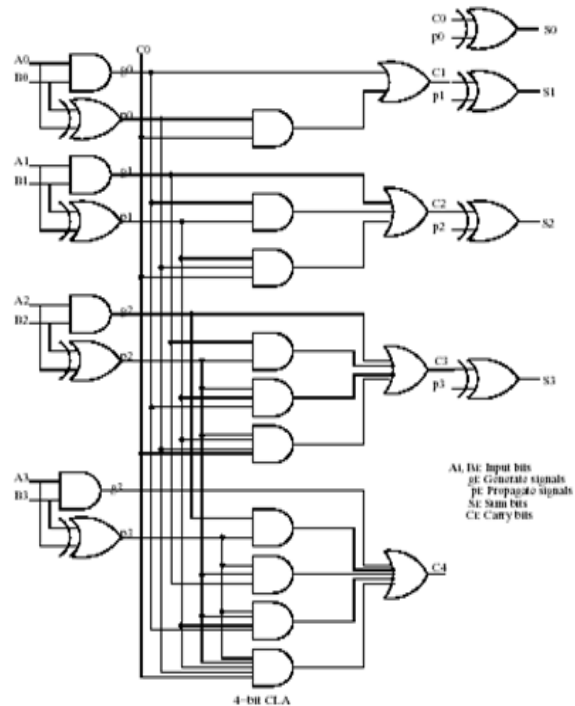 C0
p0
S0
A0
B0
C0
g0
p0
C1
p1
S1
A1
B1
g1
p1
C2
p2
S2
A2
B2
g2
p2
C3
p3
S3
A3
B3
g3
p3
C4
Ai, Bi: Input bits
gi: Generate signals
pi: Propagate signals
Si: Sum bits
Ci: Carry bits
4-bit CLA